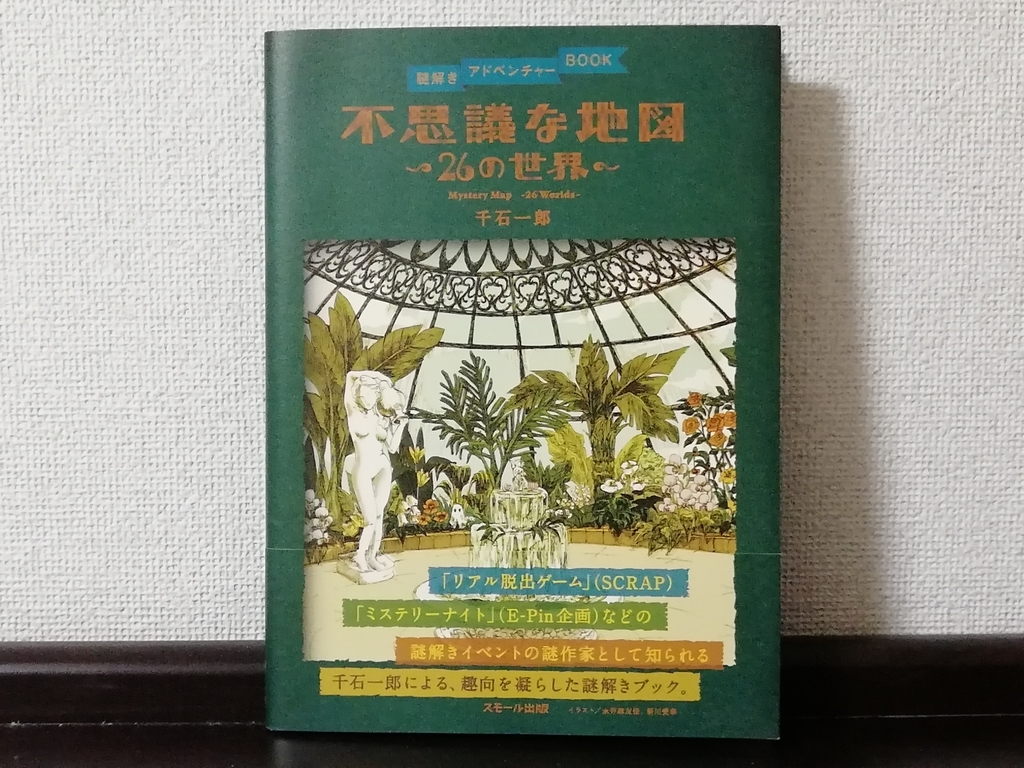 謎解き アドベンチャー BOOK
不思議な地図
〜26の世界〜
Mystery Map -26 Worlds-
千石一郎
「リアル脱出ゲーム」(SCRAP)
「ミステリーナイト」(E-Pin企画)などの
謎解きイベントの謎作家として知られる
千石一郎による、趣向を凝らした謎解きブック。
スモール出版 イラスト/